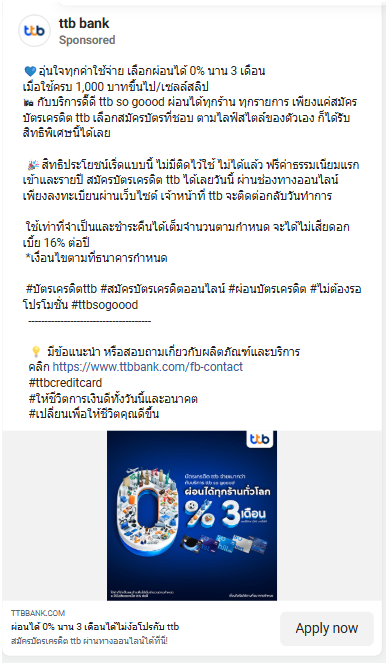 ttb bank
Sponsored
💙อุ่นใจทุกค่าใช้จ่าย เลือกผ่อนได้ 0% นาน 3 เดือน
เมื่อใช้ครบ 1,000 บาทขึ้นไป/เซลล์สลิป
🛍 กับบริการดี๊ดี ttb so goood ผ่อนได้ทุกร้าน ทุกรายการ เพียงแค่สมัคร
บัตรเครดิต ttb เลือกสมัครบัตรที่ชอบ ตามไลฟ์สไตล์ของตัวเอง ก็ได้รับ
สิทธิพิเศษนี้ได้เลย
🎉 สิทธิประโยชน์เร็ดแบบนี้ ไม่มีติดไว้ใช้ ไม่ได้แล้ว ฟรีค่าธรรมเนียมแรก
เข้าและรายปี สมัครบัตรเครดิต ttb ได้เลยวันนี้ ผ่านช่องทางออนไลน์
เพียงลงทะเบียนผ่านเว็บไซต์ เจ้าหน้าที่ ttb จะติดต่อกลับวันทำการ
ใช้เท่าที่จำเป็นและชำระคืนได้เต็มจำนวนตามกำหนด จะได้ไม่เสียดอก
เบี้ย 16% ต่อปี
*เงื่อนไขตามที่ธนาคารกำหนด
#บัตรเครดิตttb #สมัครบัตรเครดิตออนไลน์ #ผ่อนบัตรเครดิต #ไม่ต้องรอ
โปรโมชั่น #ttbsogoood
--------------------------------------
💡 มีข้อแนะนำ หรือสอบถามเกี่ยวกับผลิตภัณฑ์และบริการ
คลิก https://www.ttbbank.com/fb-contact
#ttbcreditcard
#ให้ชีวิตการเงินดีทั้งวันนี้และอนาคต
#เปลี่ยนเพื่อให้ชีวิตคุณดีขึ้น
ttb
บัตรเครดิต ttb จ่ายเบากว่า
กับบริการ ttb so goood
ผ่อนได้ทุกร้านทั่วโลก
0% 3 เดือน
TTBBANK.COM
ผ่อนได้ 0% นาน 3 เดือนได้ไม่ง้อโปรกับ ttb
สมัครบัตรเครดิต ttb ผ่านทางออนไลน์ได้ที่นี่!
Apply now